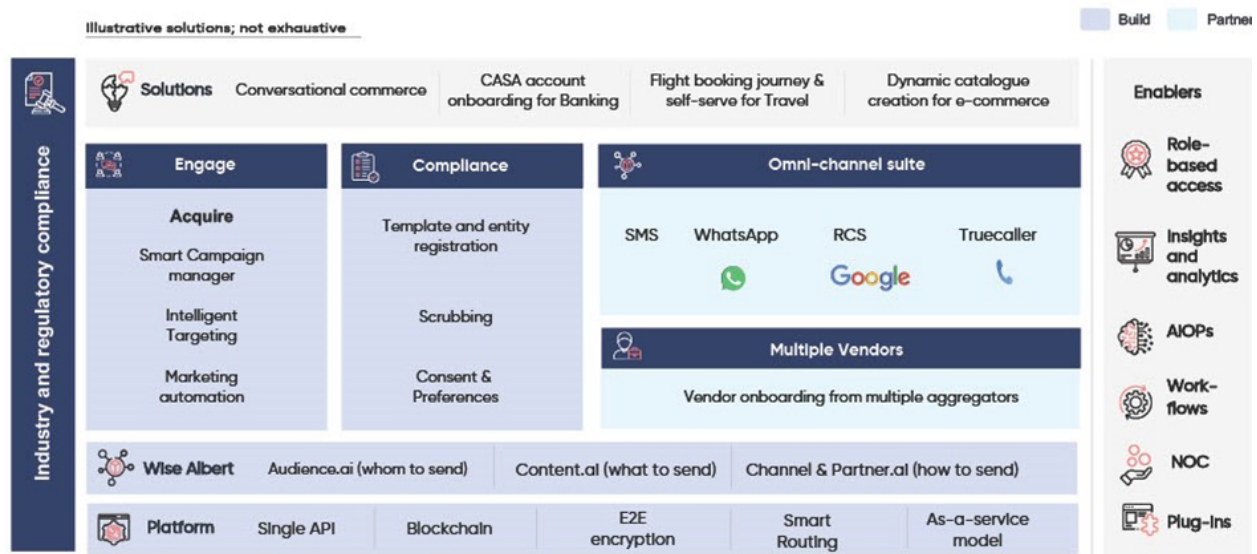 Illustrative solutions; not exhaustive
Build
Partner
Industry and regulatory compliance
Solutions
Conversational commerce
CASA account
onboarding for Banking
Flight booking journey &
self-serve for Travel
Dynamic catalogue
creation for e-commerce
Engage
Acquire
Smart Campaign
manager
Intelligent
Targeting
Marketing
automation
Compliance
Template and entity
registration
Scrubbing
Consent &
Preferences
Omni-channel suite
SMS
WhatsApp
RCS
Google
Truecaller
Multiple Vendors
Vendor onboarding from multiple aggregators
Wise Albert
Audience.ai (whom to send)
Content.ai (what to send)
Channel & Partner.ai (how to send)
Platform
Single API
Blockchain
E2E
encryption
Smart
Routing
As-a-service
model
Enablers
Role-
based
access
Insights
and
analytics
AIOPs
Work-
flows
NOC
Plug-ins